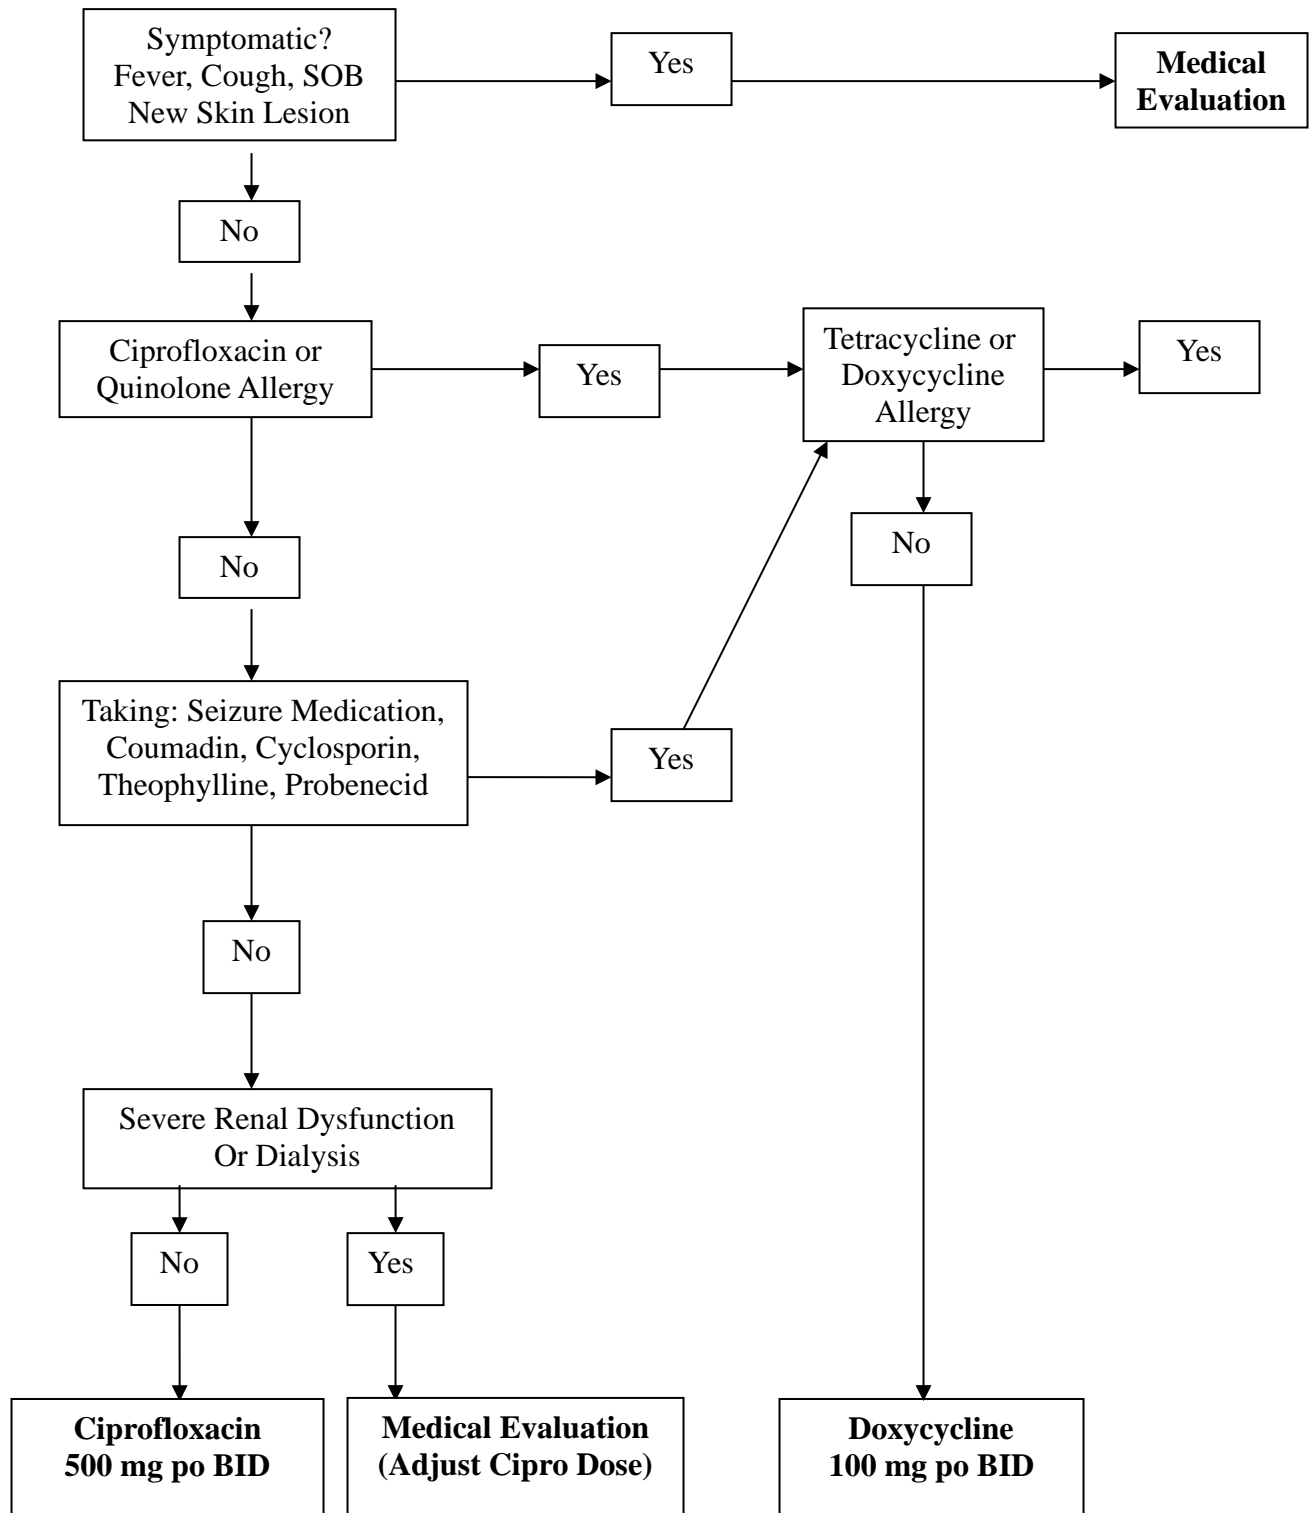 Symptomatic?
Fever, Cough, SOB
New Skin Lesion
Yes
Medical
Evaluation
No
Ciprofloxacin or
Quinolone Allergy
Yes
Tetracycline or
Doxycycline
Allergy
Yes
No
No
Taking: Seizure Medication,
Coumadin, Cyclosporin,
Theophylline, Probenecid
Yes
No
Severe Renal Dysfunction
Or Dialysis
No
Yes
Ciprofloxacin
500 mg po BID
Medical Evaluation
(Adjust Cipro Dose)
Doxycycline
100 mg po BID